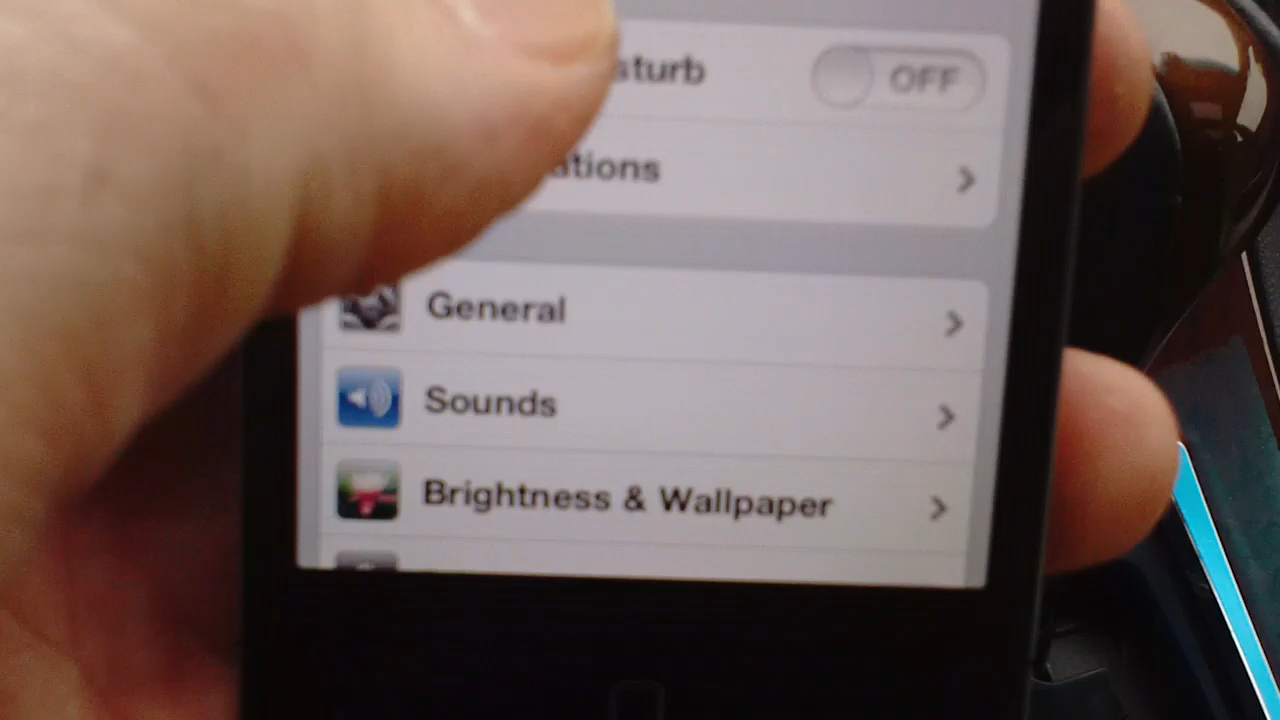 sturb OFF
ations
General
Sounds
Brightness & Wallpaper